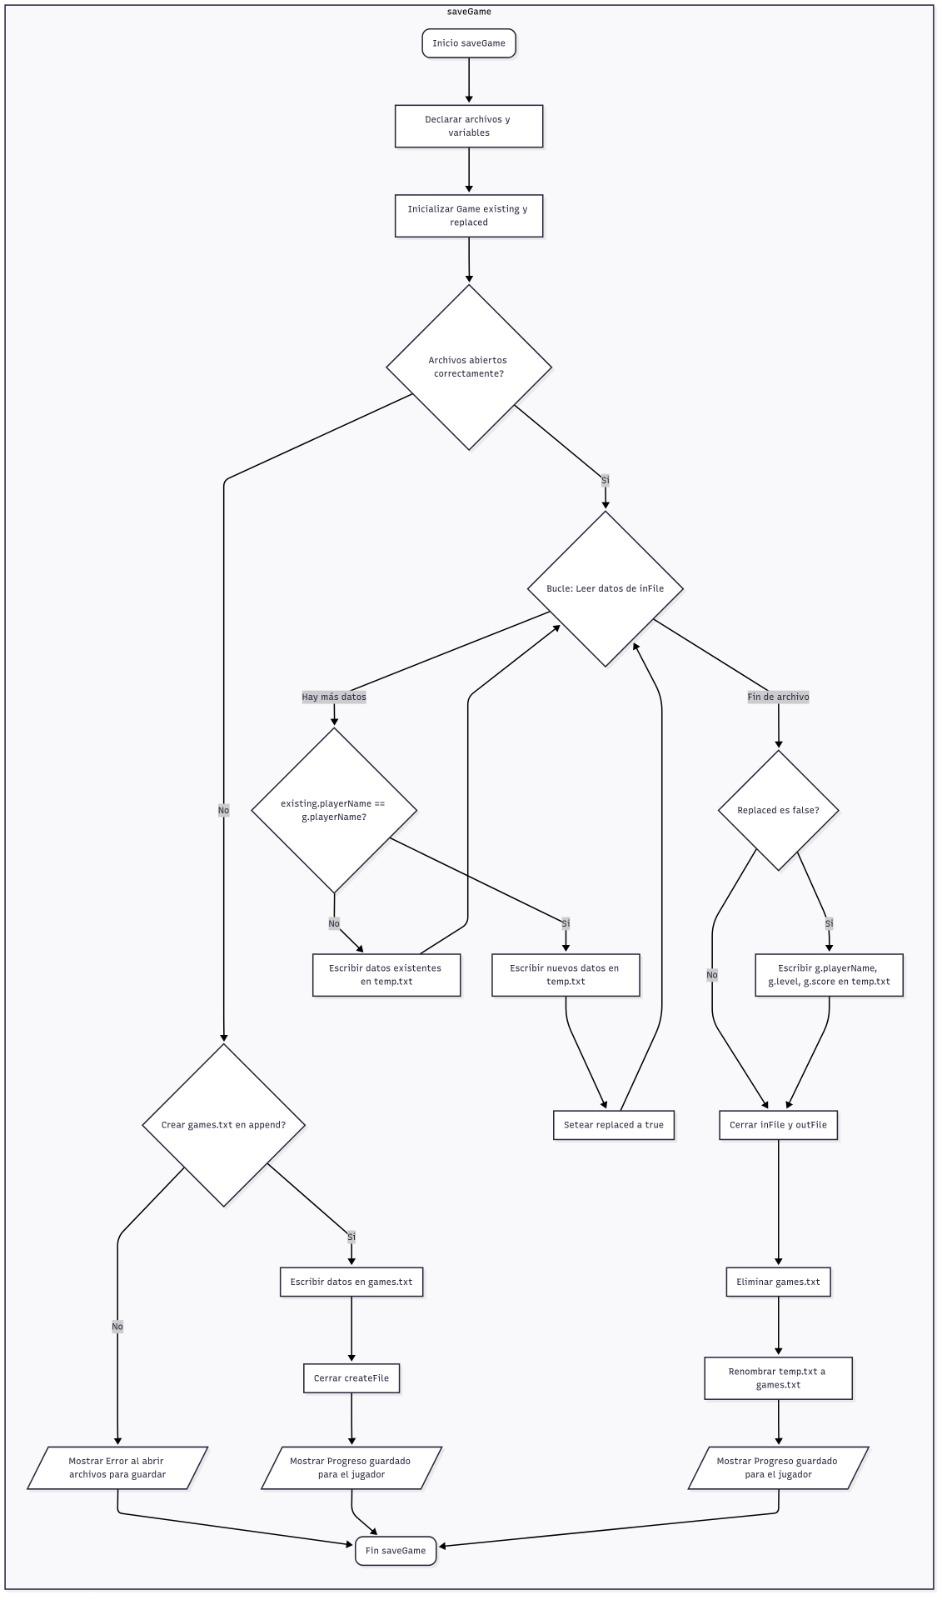 saveGame
Inicio saveGame
Declarar archivos y
variables
Inicializar Game existing y
replaced
Archivos abiertos
correctamente?
Sí
Bucle: Leer datos de inFile
Hay más datos
Fin de archivo
existing.playerName ==
g.playerName?
Replaced es false?
No
No
Sí
Sí
Escribir datos existentes
en temp.txt
Escribir nuevos datos en
temp.txt
Escribir g.playerName,
g.level, g.score en temp.txt
No
Crear games.txt en append?
Setear replaced a true
Cerrar inFile y outFile
Sí
Escribir datos en games.txt
Eliminar games.txt
No
Cerrar createFile
Renombrar temp.txt a
games.txt
Mostrar Error al abrir
archivos para guardar
Mostrar Progreso guardado
para el jugador
Mostrar Progreso guardado
para el jugador
Fin saveGame